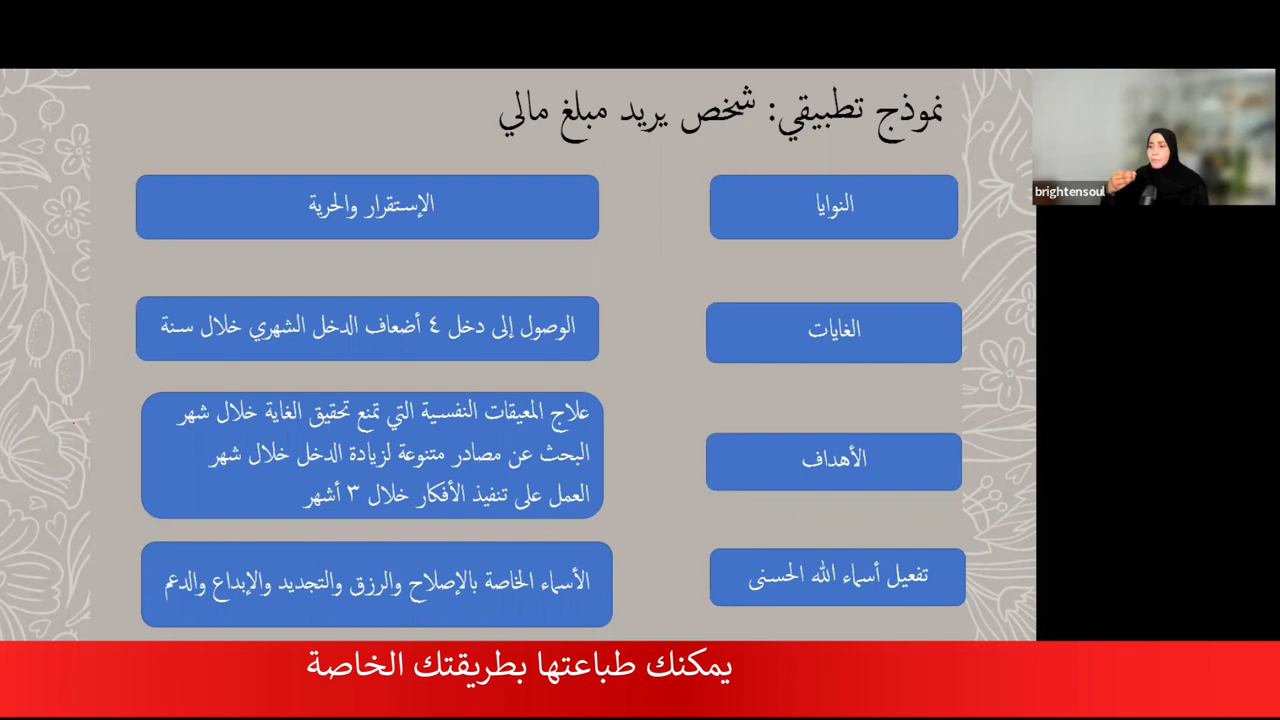 نموذج تطبيقي: شخص يريد مبلغ مالي
النوايا
الإستقرار والحرية
الغايات
الوصول إلى دخل ٤ أضعاف الدخل الشهري خلال سنة
الأهداف
علاج المعيقات النفسية التي تمنع تحقيق الغاية خلال شهر
البحث عن مصادر متنوعة لزيادة الدخل خلال شهر
العمل على تنفيذ الأفكار خلال ٣ أشهر
تفعيل أسماء الله الحسنى
الأسماء الخاصة بالإصلاح والرزق والتجديد والإبداع والدعم
brightensoul
يمكنك طباعتها بطريقتك الخاصة